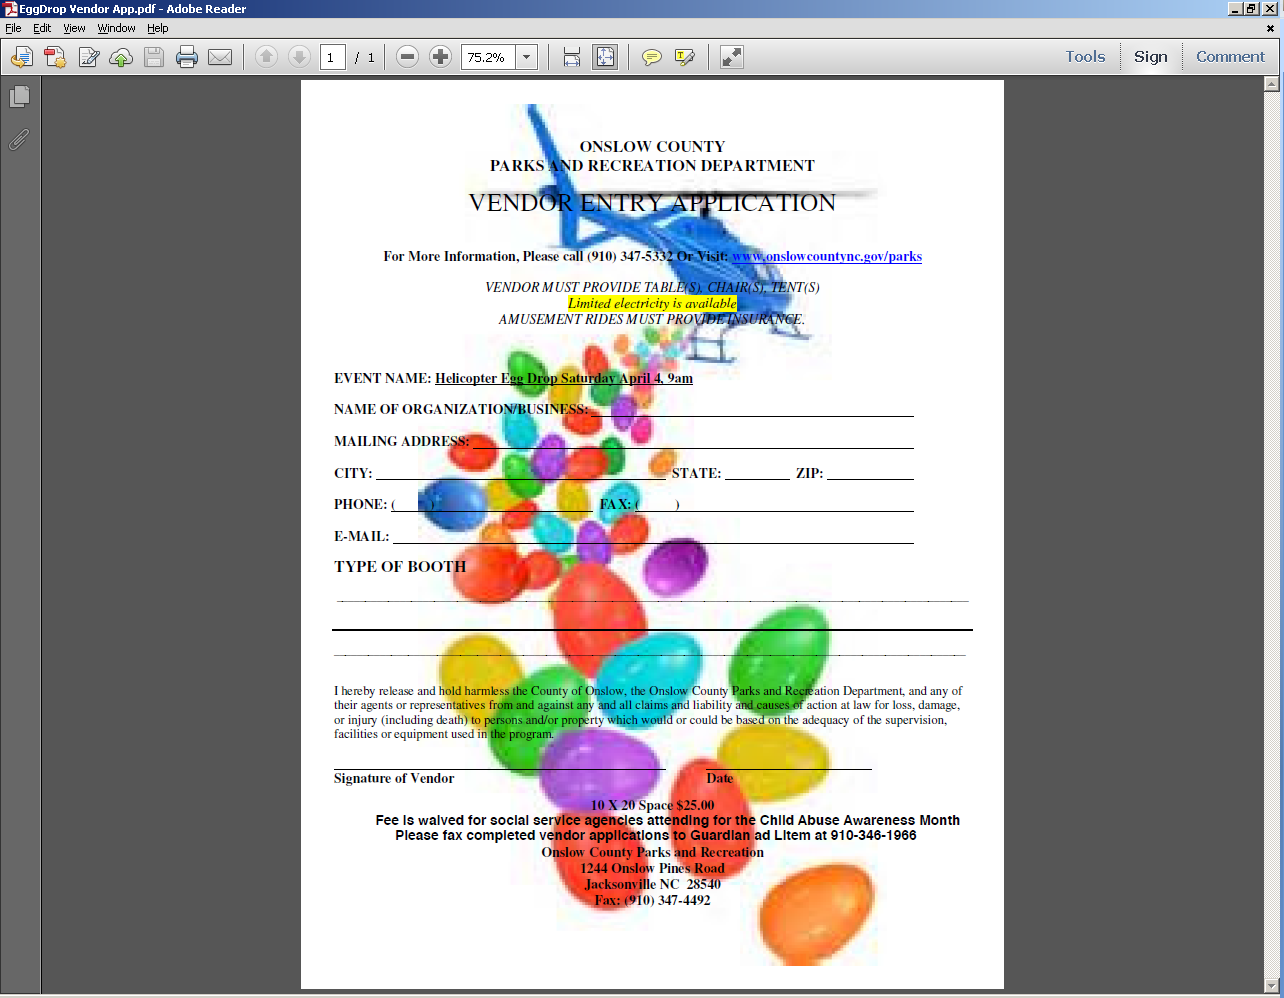 EggDrop Vendor App.pdf - Adobe Reader
File Edit View Window Help
1 / 1 75.2% Tools Sign Comment
ONSLOW COUNTY
PARKS AND RECREATION DEPARTMENT
VENDOR ENTRY APPLICATION
For More Information, Please call (910) 347-5332 Or Visit: www.onslowcountync.gov/parks
VENDOR MUST PROVIDE TABLE(S), CHAIR(S), TENT(S)
Limited electricity is available
AMUSEMENT RIDES MUST PROVIDE INSURANCE.
EVENT NAME: Helicopter Egg Drop Saturday April 4, 9am
NAME OF ORGANIZATION/BUSINESS:
MAILING ADDRESS:
CITY: STATE: ZIP:
PHONE: ( ) FAX: ( )
E-MAIL:
TYPE OF BOOTH
I hereby release and hold harmless the County of Onslow, the Onslow County Parks and Recreation Department, and any of
their agents or representatives from and against any and all claims and liability and causes of action at law for loss, damage,
or injury (including death) to persons and/or property which would or could be based on the adequacy of the supervision,
facilities or equipment used in the program.
Signature of Vendor Date
10 X 20 Space $25.00
Fee is waived for social service agencies attending for the Child Abuse Awareness Month
Please fax completed vendor applications to Guardian ad Litem at 910-346-1966
Onslow County Parks and Recreation
1244 Onslow Pines Road
Jacksonville NC 28540
Fax: (910) 347-4492